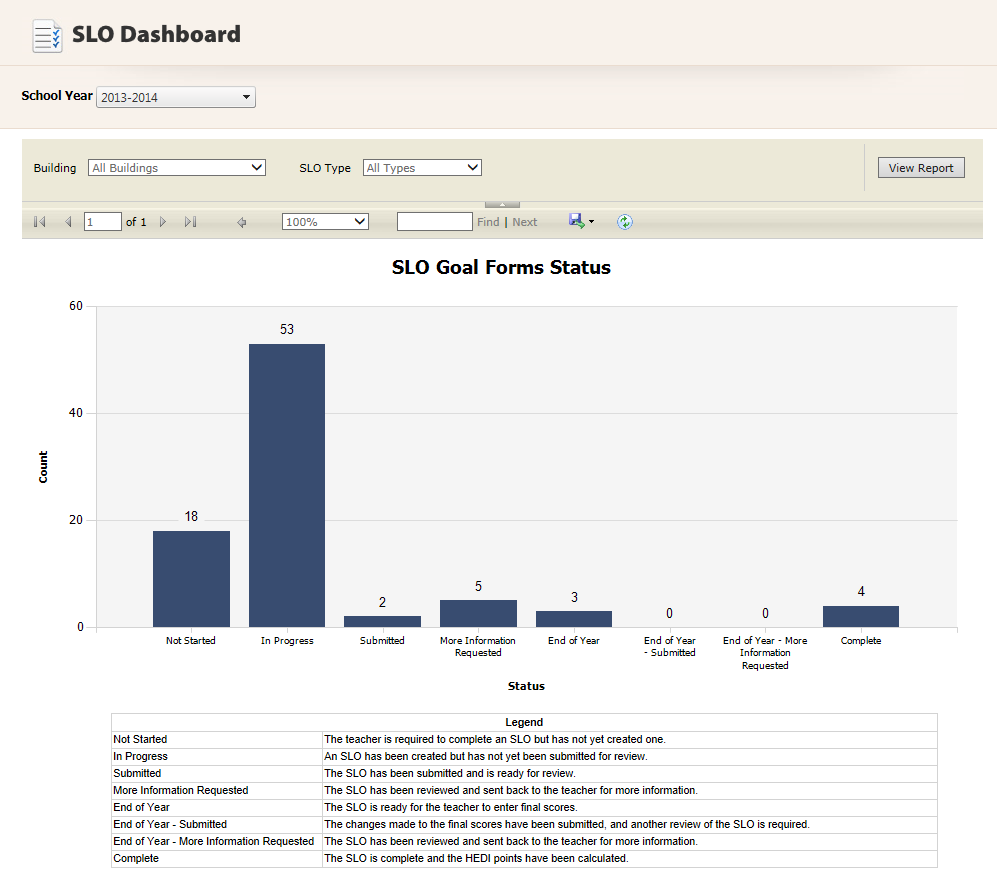 SLO Dashboard
School Year 2013-2014
Building All Buildings SLO Type All Types View Report
1 of 1 100% Find | Next
SLO Goal Forms Status
60
53
40
Count
20
18
5
4
3
2
0
0
0
Not Started In Progress Submitted More Information Requested End of Year End of Year - Submitted End of Year - More Information Requested Complete
Status
Legend
Not Started The teacher is required to complete an SLO but has not yet created one.
In Progress An SLO has been created but has not yet been submitted for review.
Submitted The SLO has been submitted and is ready for review.
More Information Requested The SLO has been reviewed and sent back to the teacher for more information.
End of Year The SLO is ready for the teacher to enter final scores.
End of Year - Submitted The changes made to the final scores have been submitted, and another review of the SLO is required.
End of Year - More Information Requested The SLO has been reviewed and sent back to the teacher for more information.
Complete The SLO is complete and the HEDI points have been calculated.